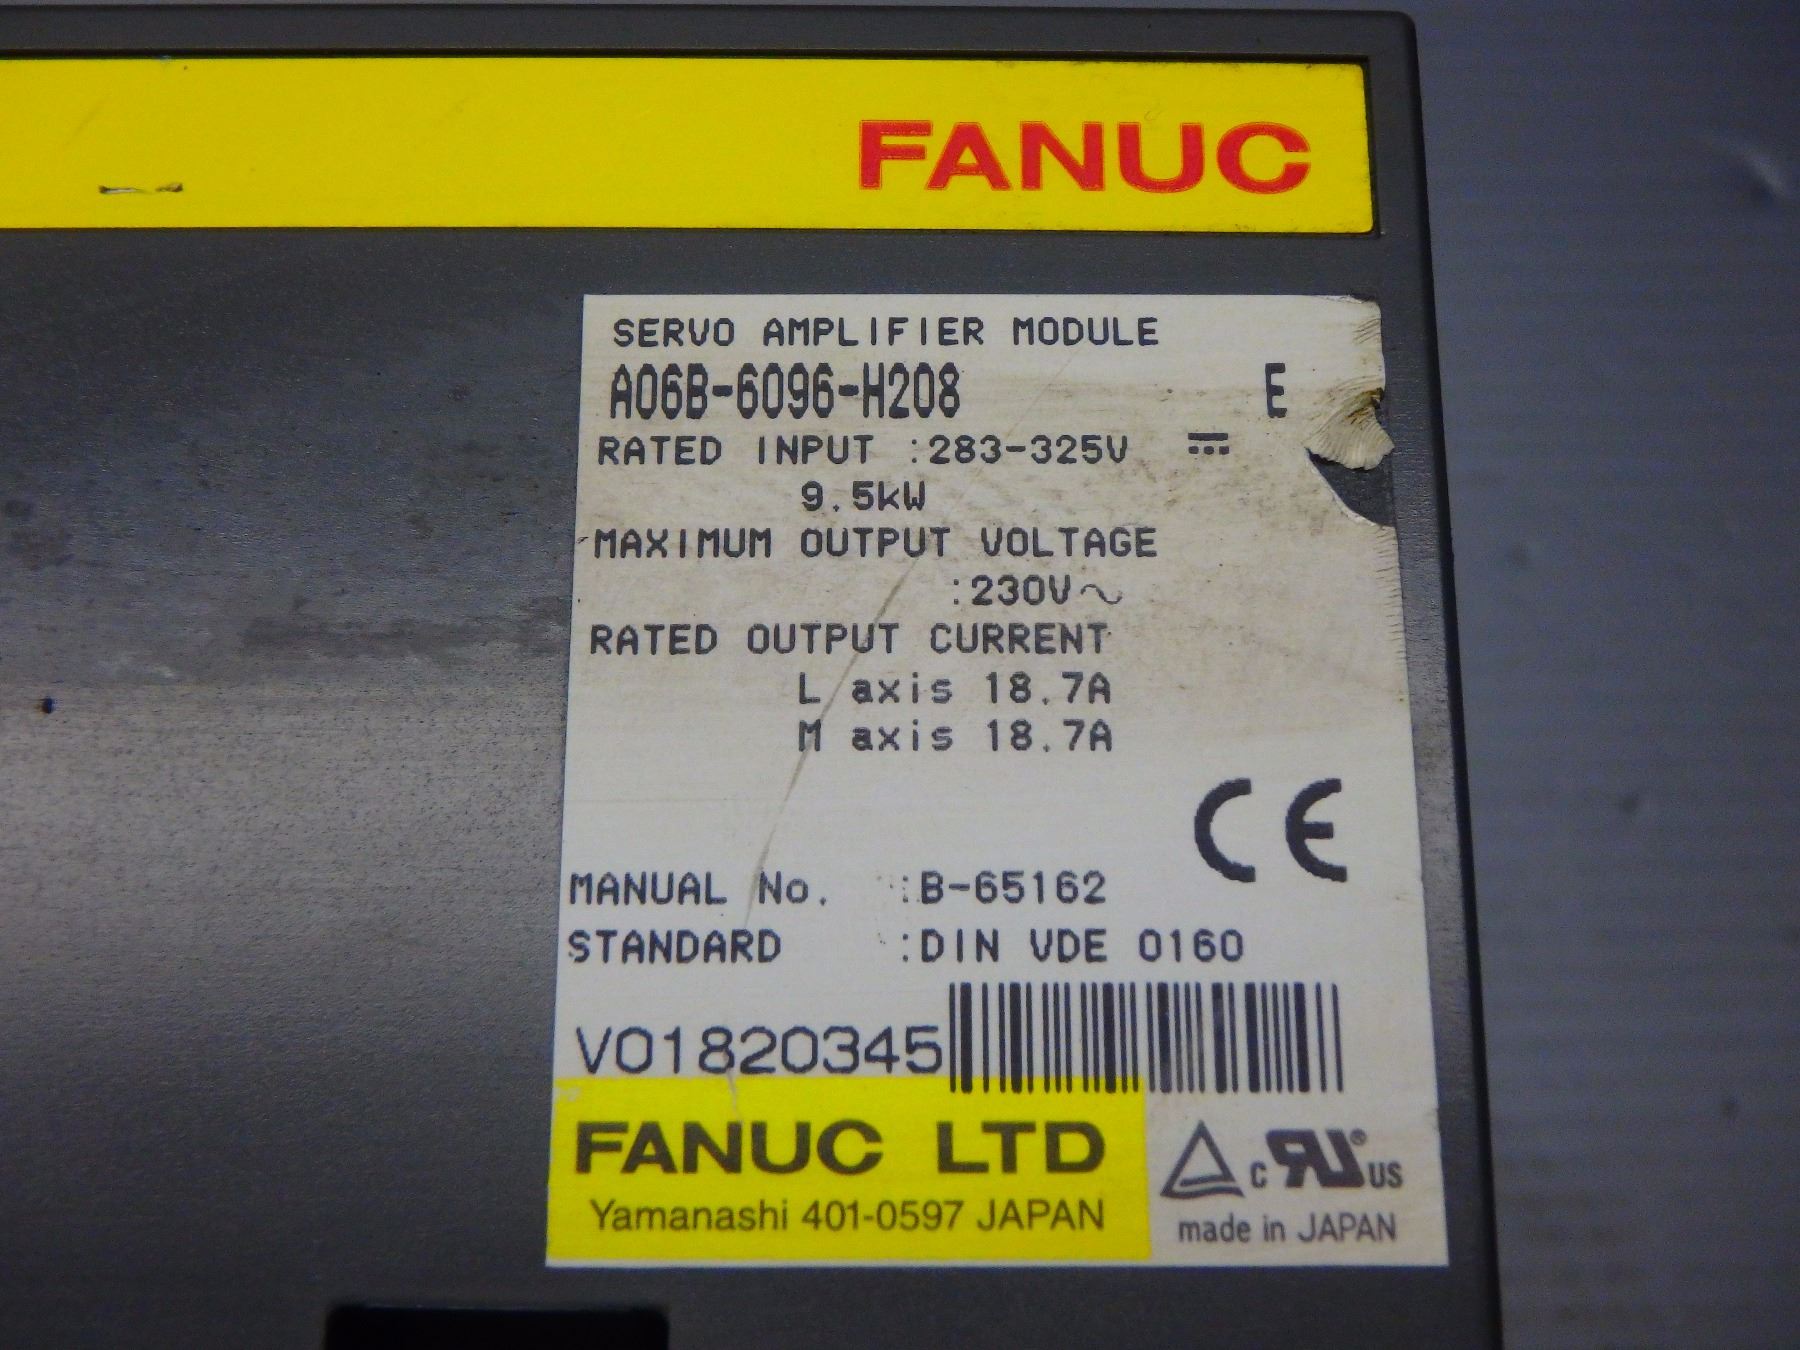 FANUC
SERVO AMPLIFIER MODULE
A06B-6096-H208 E
RATED INPUT :283-325V ⎓
9.5kW
MAXIMUM OUTPUT VOLTAGE
:230V～
RATED OUTPUT CURRENT
L axis 18.7A
M axis 18.7A
CE
MANUAL No. :B-65162
STANDARD :DIN VDE 0160
V01820345
FANUC LTD
Yamanashi 401-0597 JAPAN
c RU® US
made in JAPAN